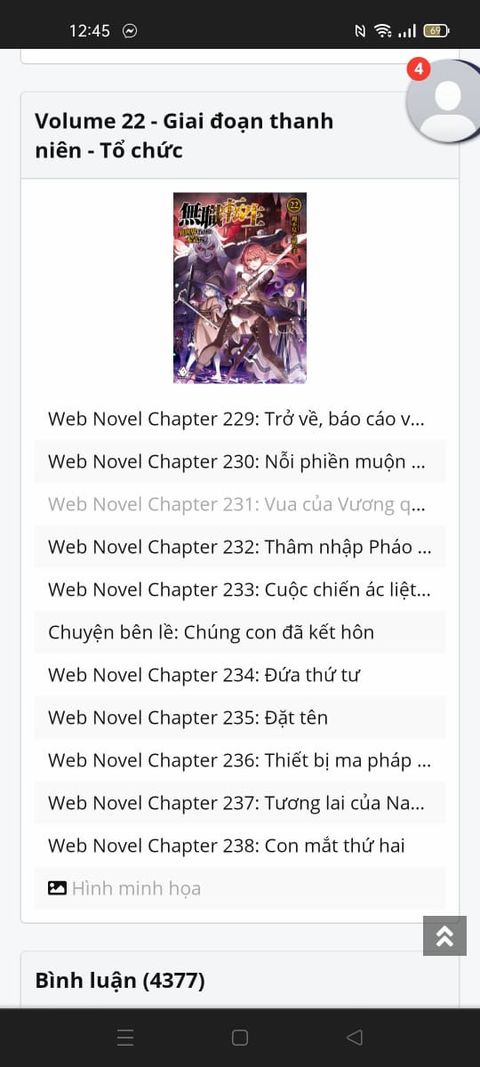 12:45
69
4
Volume 22 - Giai đoạn thanh
niên - Tổ chức
無職転生
22
Web Novel Chapter 229: Trở về, báo cáo v...
Web Novel Chapter 230: Nỗi phiền muộn ...
Web Novel Chapter 231: Vua của Vương q...
Web Novel Chapter 232: Thâm nhập Pháo ...
Web Novel Chapter 233: Cuộc chiến ác liệt...
Chuyện bên lề: Chúng con đã kết hôn
Web Novel Chapter 234: Đứa thứ tư
Web Novel Chapter 235: Đặt tên
Web Novel Chapter 236: Thiết bị ma pháp ...
Web Novel Chapter 237: Tương lai của Na...
Web Novel Chapter 238: Con mắt thứ hai
Hình minh họa
Bình luận (4377)